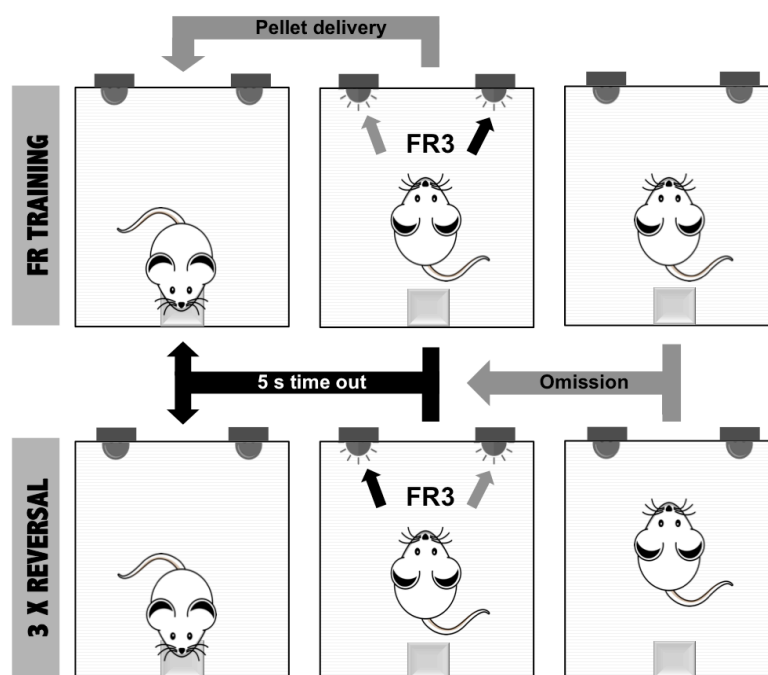 Pellet delivery
FR TRAINING
FR3
5 s time out
Omission
3 X REVERSAL
FR3